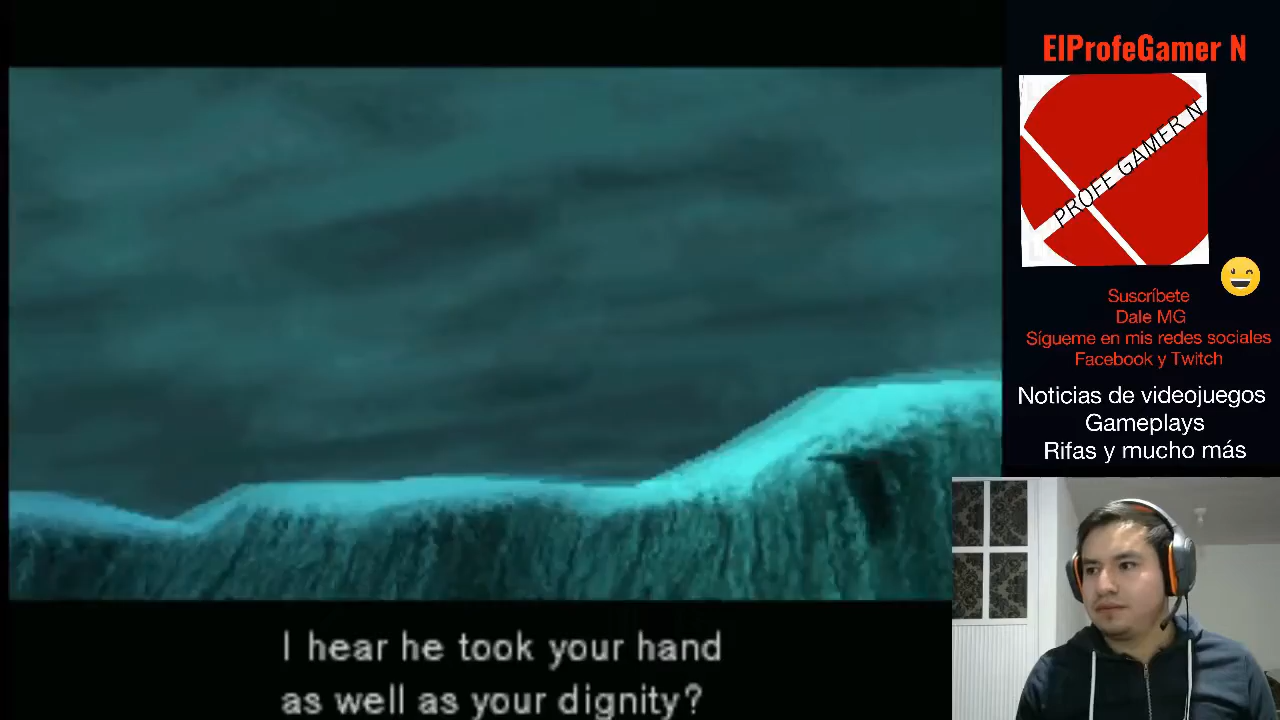 ElProfeGamer N
PROFF GAMER N
Suscríbete
Dale MG
Sígueme en mis redes sociales
Facebook y Twitch
Noticias de videojuegos
Gameplays
Rifas y mucho más
I hear he took your hand
as well as your dignity?